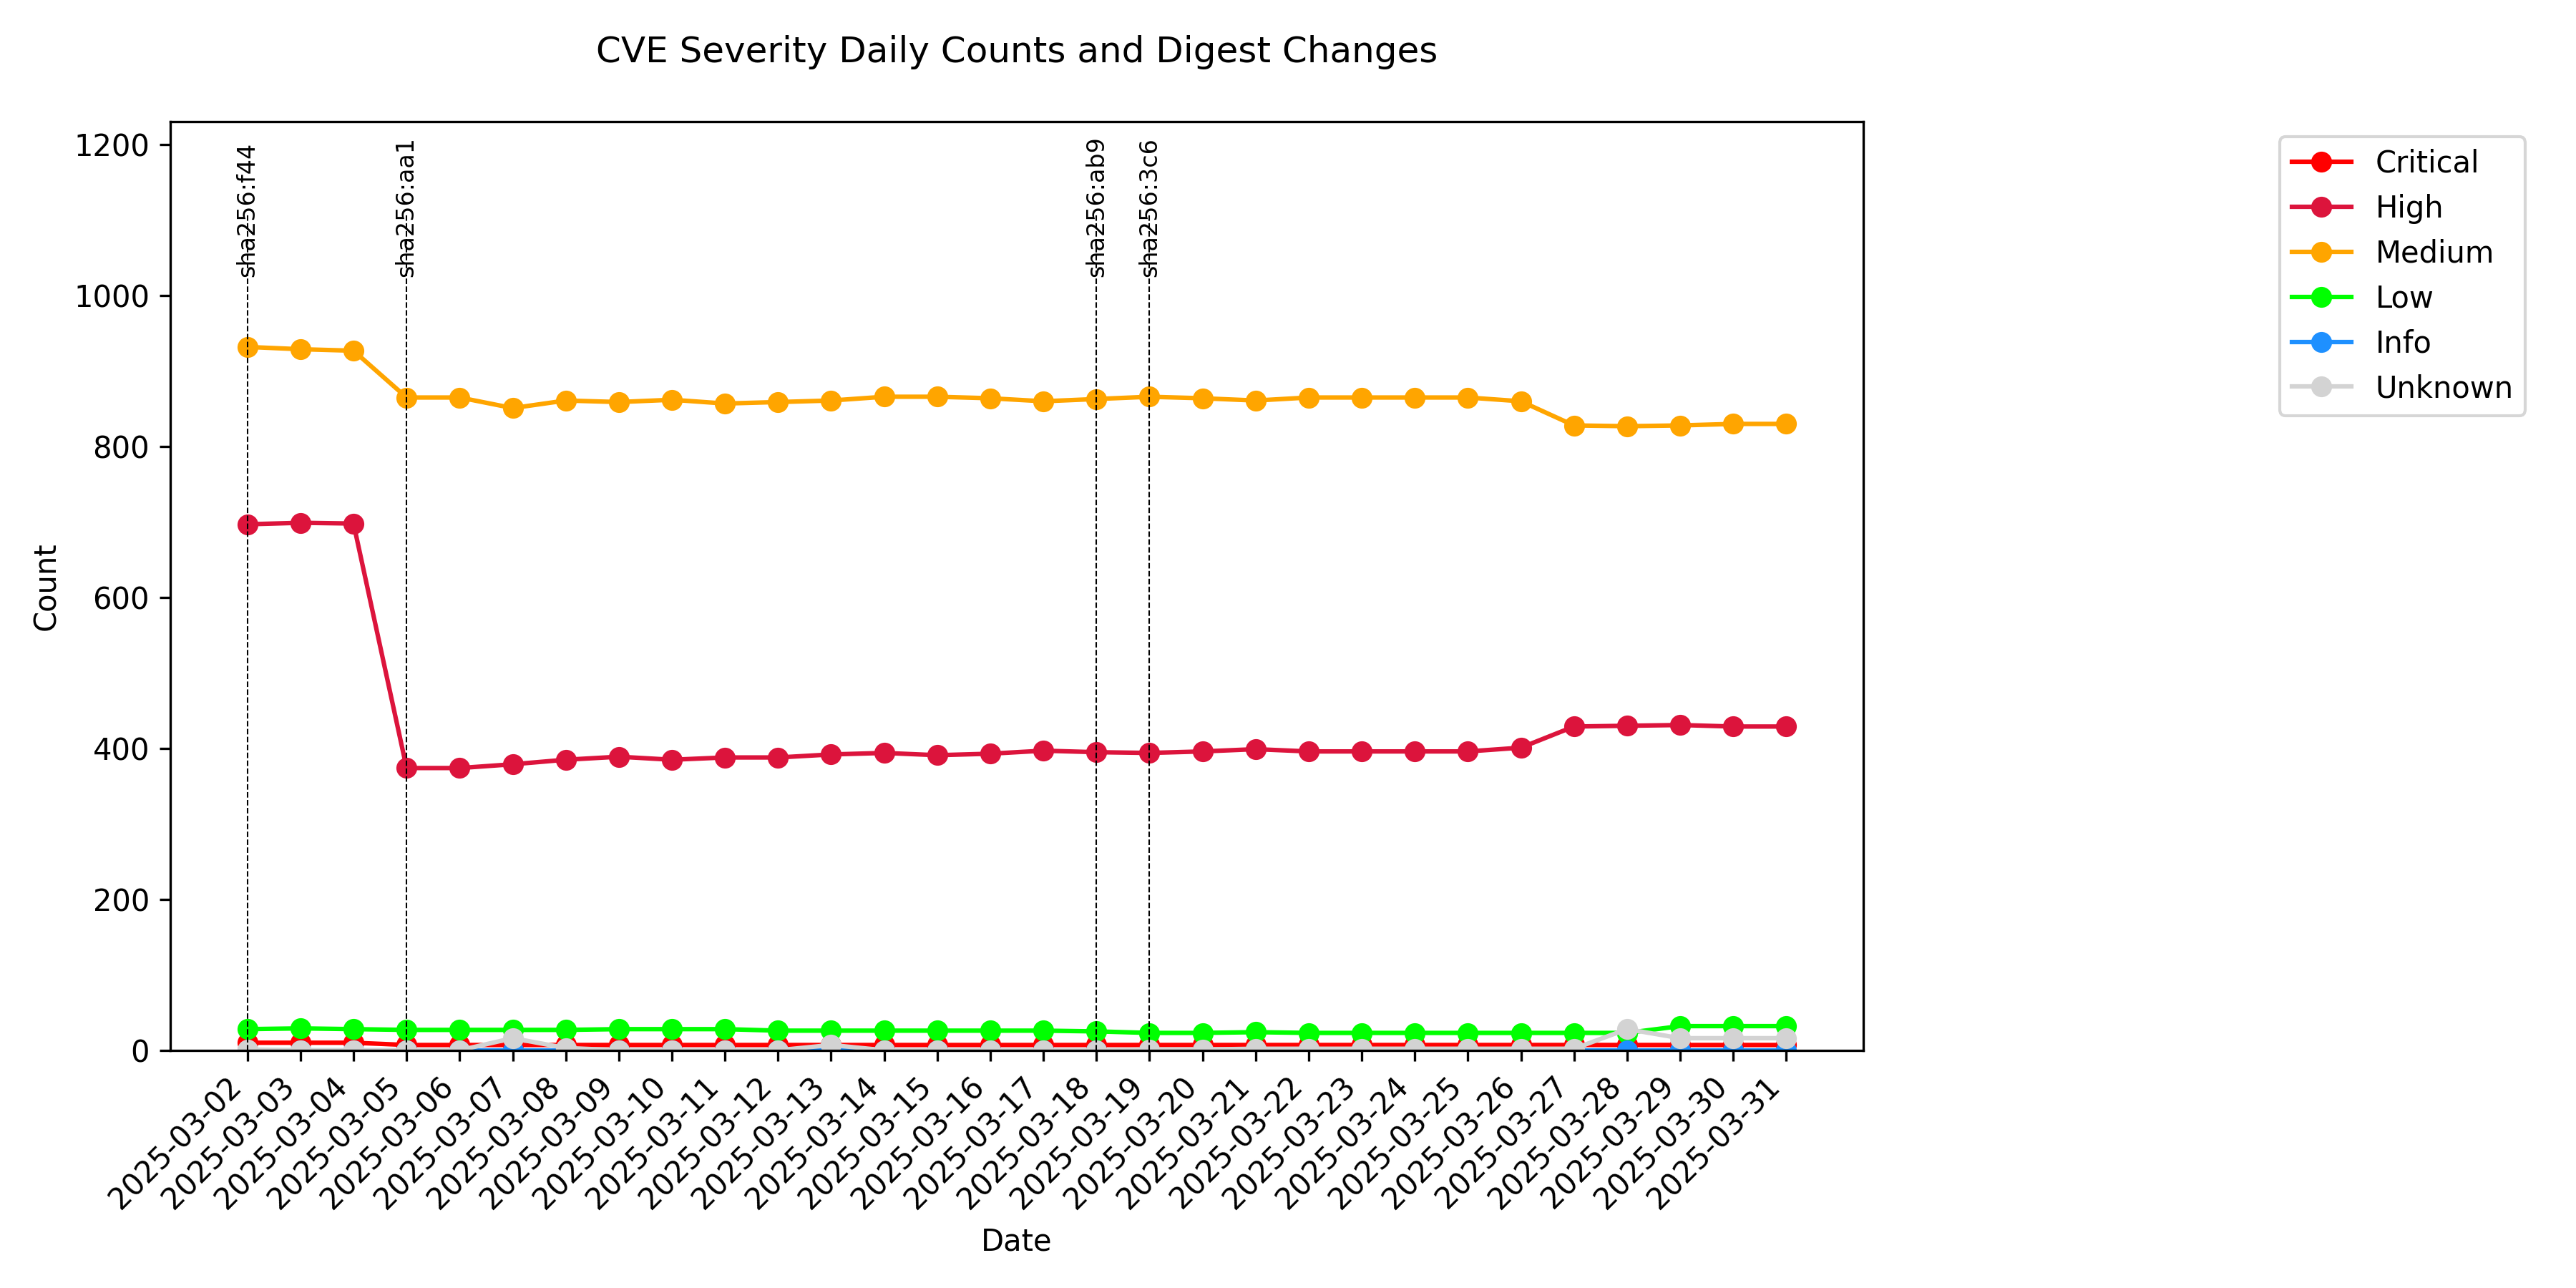 CVE Severity Daily Counts and Digest Changes
sha256:f44
sha256:aa1
sha256:ab9
sha256:3c6
Critical
High
Medium
Low
Info
Unknown
1200
1000
800
600
400
200
0
Count
2025-03-02
2025-03-03
2025-03-04
2025-03-05
2025-03-06
2025-03-07
2025-03-08
2025-03-09
2025-03-10
2025-03-11
2025-03-12
2025-03-13
2025-03-14
2025-03-15
2025-03-16
2025-03-17
2025-03-18
2025-03-19
2025-03-20
2025-03-21
2025-03-22
2025-03-23
2025-03-24
2025-03-25
2025-03-26
2025-03-27
2025-03-28
2025-03-29
2025-03-30
2025-03-31
Date